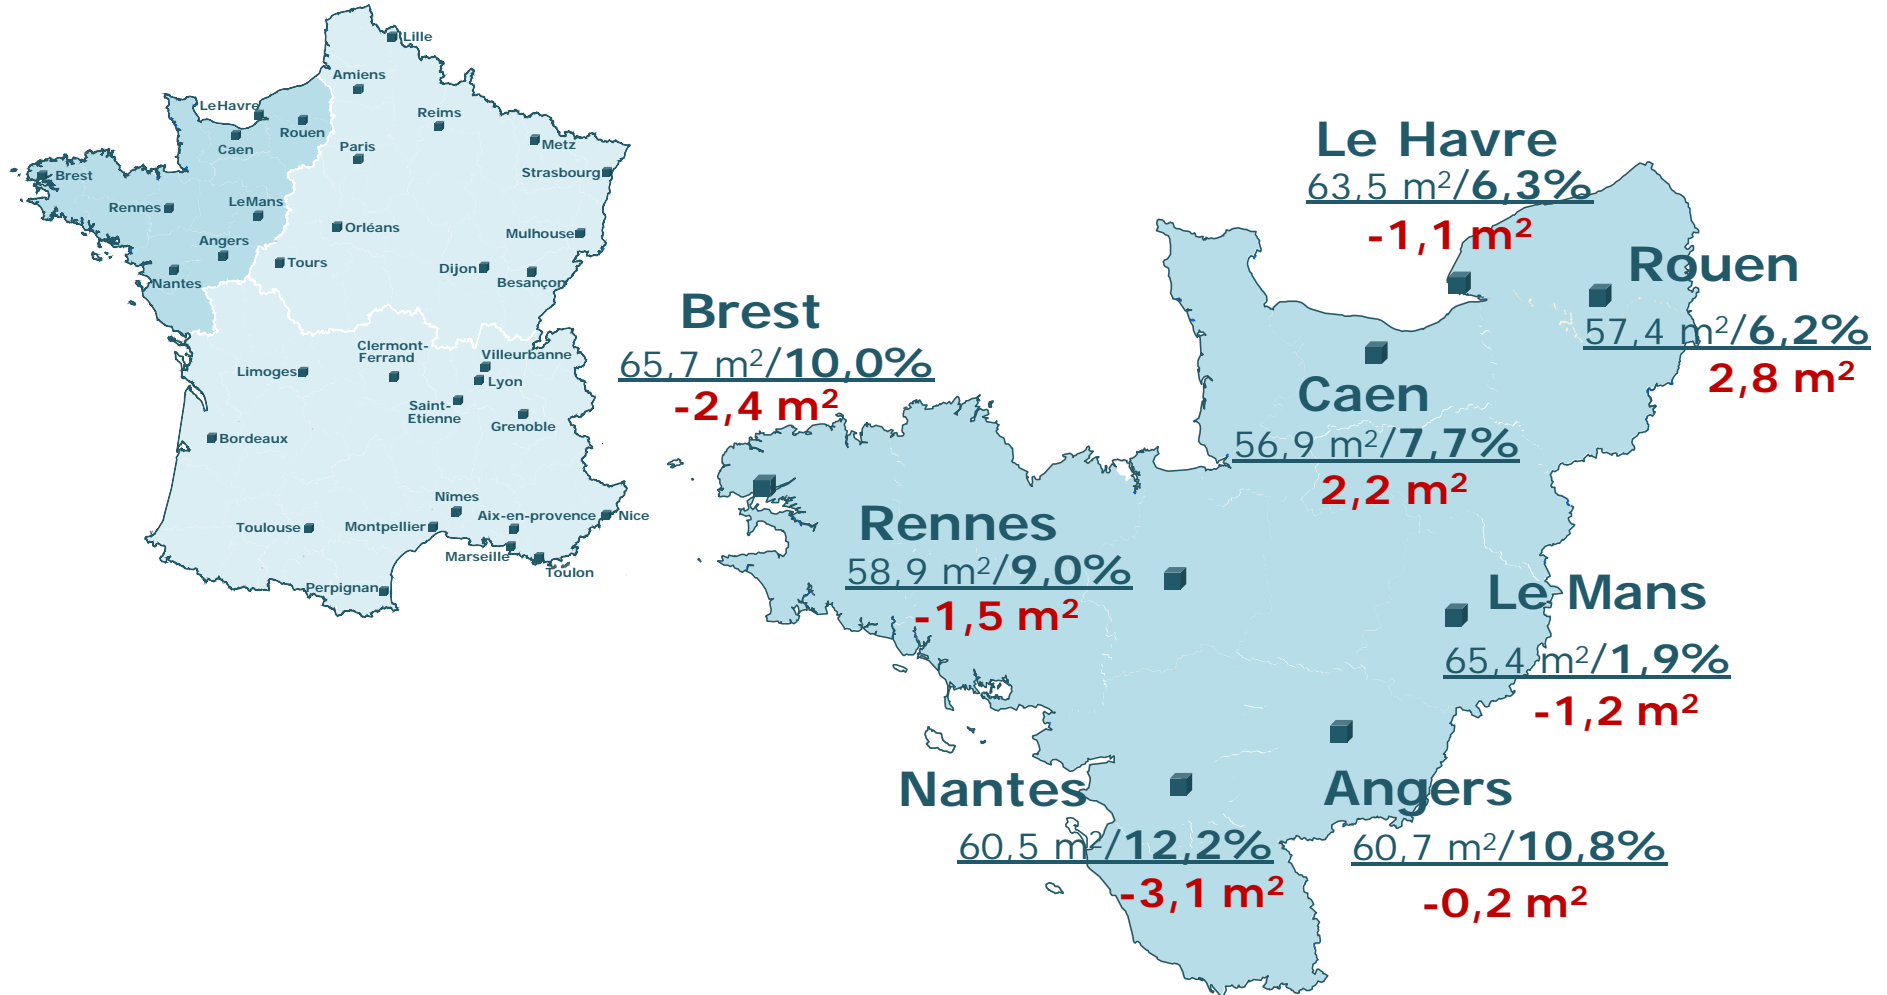 Lille
Amiens
Le Havre
Rouen
Reims
Caen
Paris
Metz
Strasbourg
Brest
Rennes
Le Mans
Orléans
Mulhouse
Angers
Tours
Dijon
Besançon
Nantes
Clermont-
Ferrand
Villeurbanne
Limoges
Lyon
Saint-
Etienne
Grenoble
Bordeaux
Nîmes
Toulouse
Montpellier
Aix-en-provence
Nice
Marseille
Toulon
Perpignan
Le Havre
63,5 m²/6,3%
-1,1 m²
Rouen
57,4 m²/6,2%
2,8 m²
Brest
65,7 m²/10,0%
-2,4 m²
Caen
56,9 m²/7,7%
2,2 m²
Rennes
58,9 m²/9,0%
-1,5 m²
Le Mans
65,4 m²/1,9%
-1,2 m²
Nantes
60,5 m²/12,2%
-3,1 m²
Angers
60,7 m²/10,8%
-0,2 m²